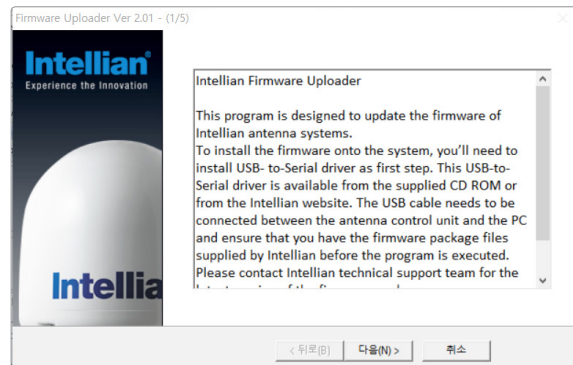 Firmware Uploader Ver 2.01 - (1/5)
Intellian®
Experience the Innovation
Intellian Firmware Uploader
This program is designed to update the firmware of
Intellian antenna systems.
To install the firmware onto the system, you'll need to
install USB- to-Serial driver as first step. This USB-to-
Serial driver is available from the supplied CD ROM or
from the Intellian website. The USB cable needs to be
connected between the antenna control unit and the PC
and ensure that you have the firmware package files
supplied by Intellian before the program is executed.
Please contact Intellian technical support team for the
Intellia
< 뒤로(B)
다음(N) >
취소